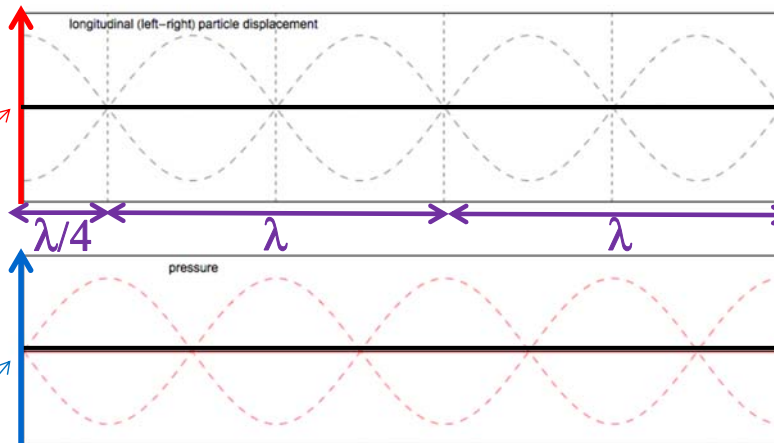 longitudinal (left-right) particle displacement
λ/4 λ λ
pressure